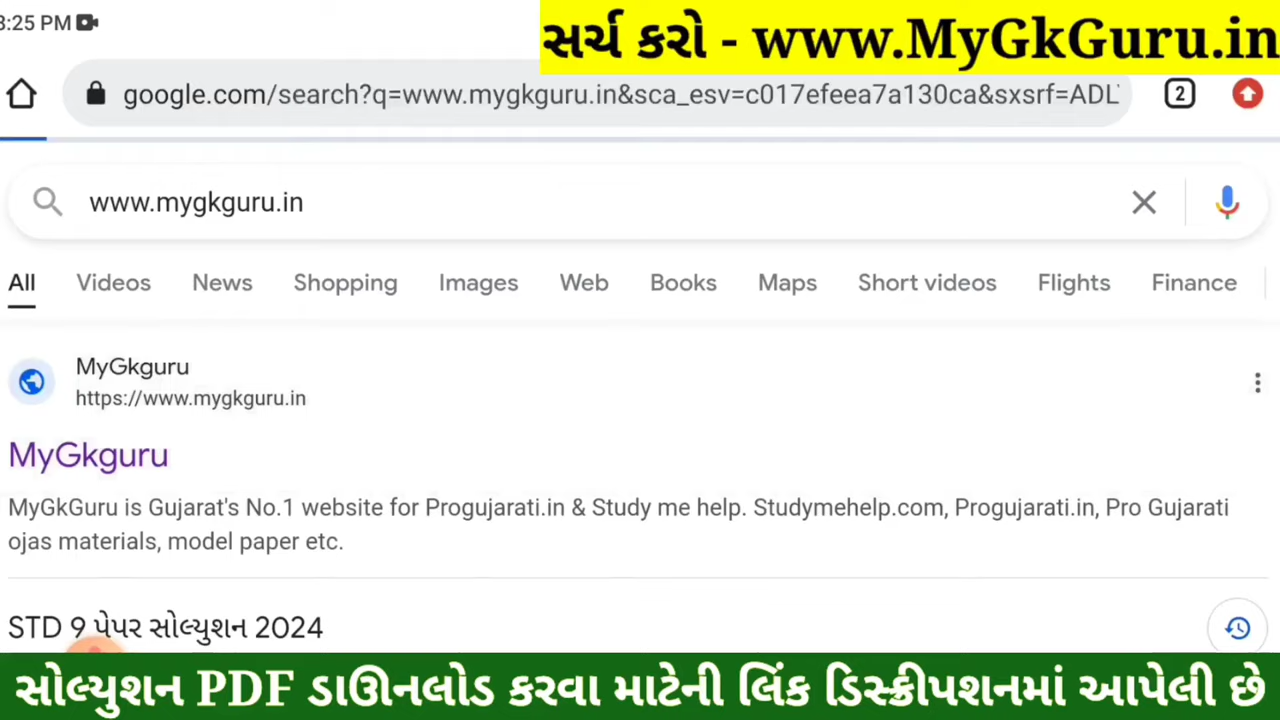 3:25 PM
સર્ચ કરો - www.MyGkGuru.in
google.com/search?q=www.mygkguru.in&sca_esv=c017efeea7a130ca&sxsrf=ADL
2
www.mygkguru.in
All Videos News Shopping Images Web Books Maps Short videos Flights Finance
MyGkguru
https://www.mygkguru.in
MyGkguru
MyGkGuru is Gujarat's No.1 website for Progujarati.in & Study me help. Studymehelp.com, Progujarati.in, Pro Gujarati
ojas materials, model paper etc.
STD 9 પેપર સોલ્યુશન 2024
સોલ્યુશન PDF ડાઊનલોડ કરવા માટેની લિંક ડિસ્ક્રીપશનમાં આપેલી છે